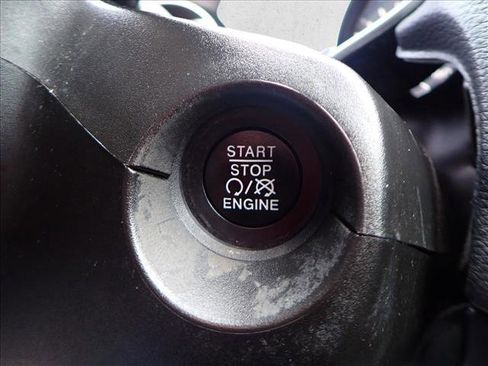 START
STOP
/
ENGINE